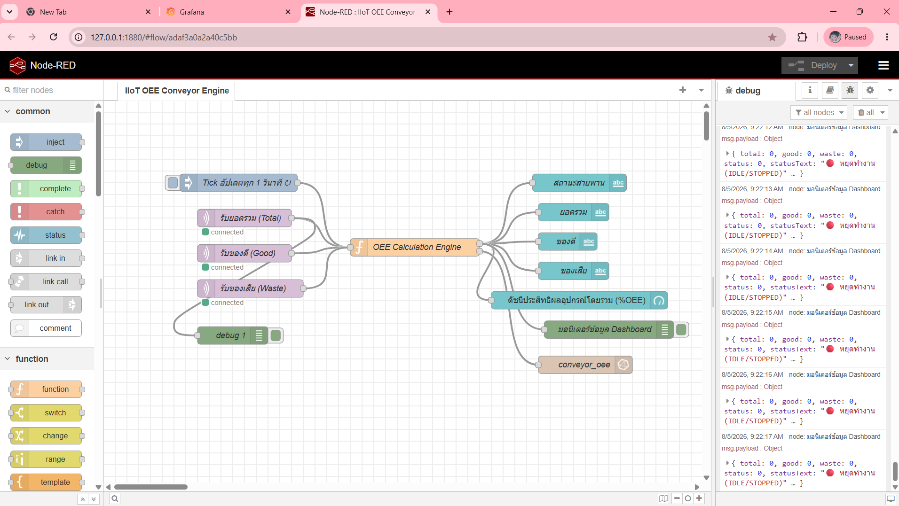 New Tab
Grafana
Node-RED : IIoT OEE Conveyor
127.0.0.1:1880/#flow/adaf3a0a2a40c5bb
Paused
Node-RED
Deploy
filter nodes
IIoT OEE Conveyor Engine
debug
common
all nodes
all
inject
debug
complete
catch
status
link in
link call
link out
comment
function
function
switch
change
range
template
Tick อัปเดตทุก 1 วินาที ↻
รับยอดรวม (Total)
connected
รับของดี (Good)
connected
รับของเสีย (Waste)
connected
debug 1
OEE Calculation Engine
สถานะสายพาน
abc
ยอดรวม
abc
ของดี
abc
ของเสีย
abc
ดัชนีประสิทธิผลอุปกรณ์โดยรวม (%OEE)
มอนิเตอร์ข้อมูล Dashboard
conveyor_oee
8/5/2026, 9:22:12 AM node: มอนิเตอร์ข้อมูล Dashboard
msg.payload : Object
{ total: 0, good: 0, waste: 0,
status: 0, statusText: "🔴 หยุดทำงาน
(IDLE/STOPPED)" … }
8/5/2026, 9:22:13 AM node: มอนิเตอร์ข้อมูล Dashboard
msg.payload : Object
{ total: 0, good: 0, waste: 0,
status: 0, statusText: "🔴 หยุดทำงาน
(IDLE/STOPPED)" … }
8/5/2026, 9:22:14 AM node: มอนิเตอร์ข้อมูล Dashboard
msg.payload : Object
{ total: 0, good: 0, waste: 0,
status: 0, statusText: "🔴 หยุดทำงาน
(IDLE/STOPPED)" … }
8/5/2026, 9:22:15 AM node: มอนิเตอร์ข้อมูล Dashboard
msg.payload : Object
{ total: 0, good: 0, waste: 0,
status: 0, statusText: "🔴 หยุดทำงาน
(IDLE/STOPPED)" … }
8/5/2026, 9:22:16 AM node: มอนิเตอร์ข้อมูล Dashboard
msg.payload : Object
{ total: 0, good: 0, waste: 0,
status: 0, statusText: "🔴 หยุดทำงาน
(IDLE/STOPPED)" … }
8/5/2026, 9:22:17 AM node: มอนิเตอร์ข้อมูล Dashboard
msg.payload : Object
{ total: 0, good: 0, waste: 0,
status: 0, statusText: "🔴 หยุดทำงาน
(IDLE/STOPPED)" … }